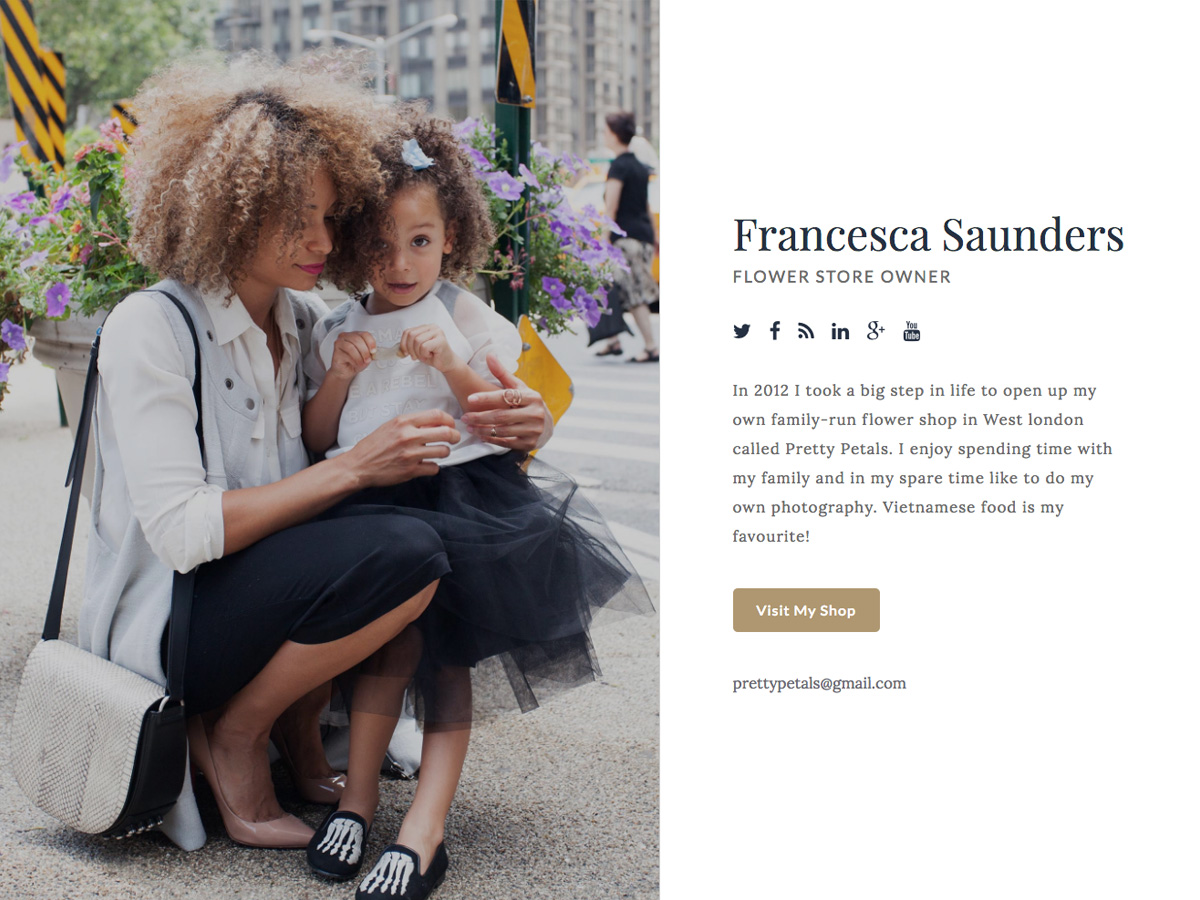 Francesca Saunders
FLOWER STORE OWNER
You
Tube
In 2012 I took a big step in life to open up my
own family-run flower shop in West london
called Pretty Petals. I enjoy spending time with
my family and in my spare time like to do my
own photography. Vietnamese food is my
favourite!
Visit My Shop
prettypetals@gmail.com